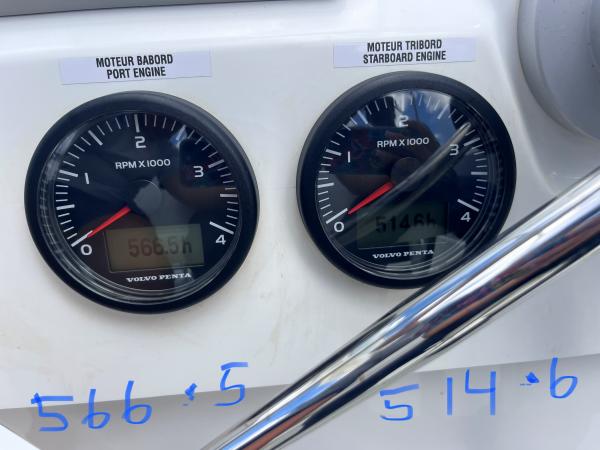 MOTEUR BABORD
PORT ENGINE
MOTEUR TRIBORD
STARBOARD ENGINE
0 1 2 3 4
RPM X 1000
566.5h
VOLVO PENTA
0 1 2 3 4
RPM X 1000
514.6h
VOLVO PENTA
566.5
514.6